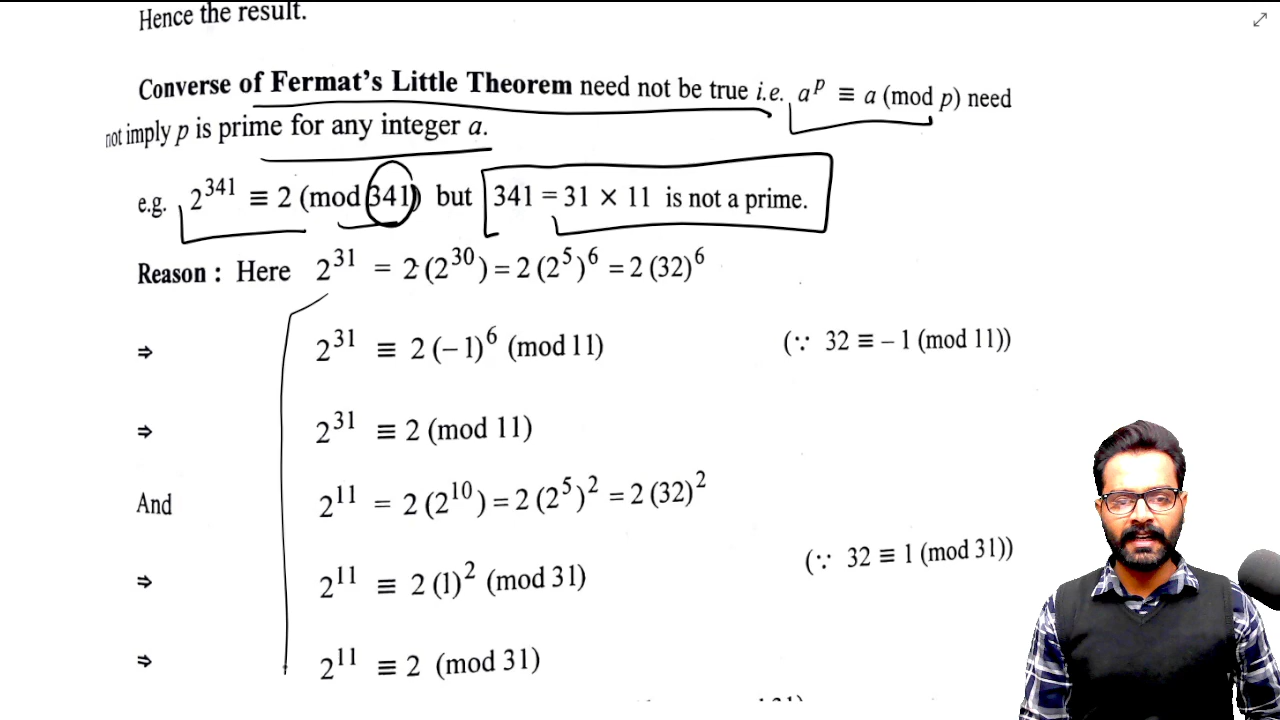 Hence the result.
Converse of Fermat's Little Theorem need not be true i.e. a^p ≡ a (mod p) need
not imply p is prime for any integer a.
e.g. 2^341 ≡ 2 (mod 341) but 341 = 31 × 11 is not a prime.
Reason : Here 2^31 = 2 (2^30) = 2 (2^5)^6 = 2 (32)^6
⇒ 2^31 ≡ 2 (– 1)^6 (mod 11) (∵ 32 ≡ – 1 (mod 11))
⇒ 2^31 ≡ 2 (mod 11)
And 2^11 = 2 (2^10) = 2 (2^5)^2 = 2 (32)^2
⇒ 2^11 ≡ 2 (1)^2 (mod 31) (∵ 32 ≡ 1 (mod 31))
⇒ 2^11 ≡ 2 (mod 31)